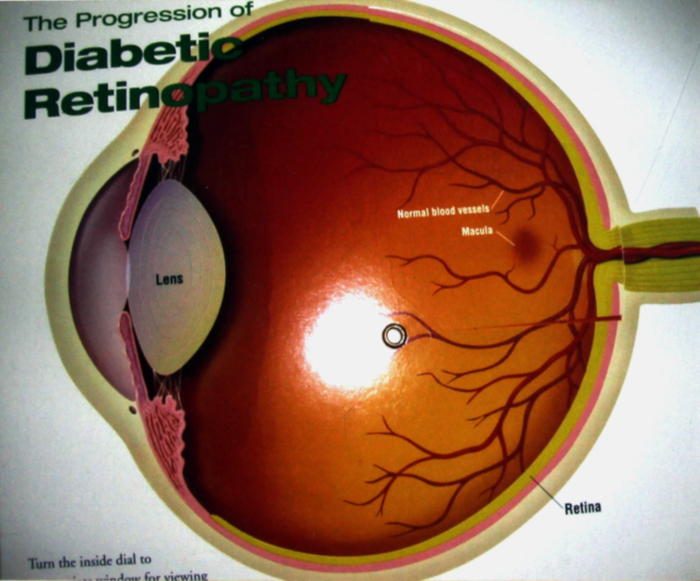 The Progression of
Diabetic
Retinopathy
Normal blood vessels
Macula
Lens
Retina
Turn the inside dial to
window for viewing